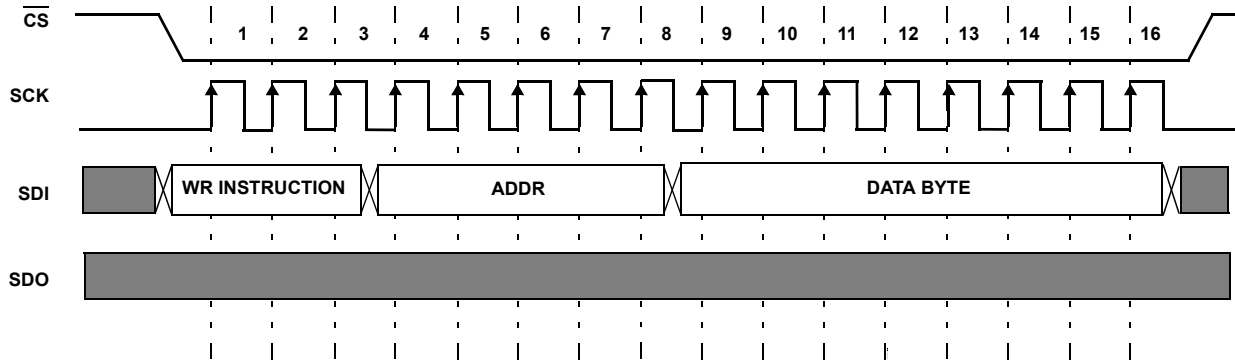 CS
1 2 3 4 5 6 7 8 9 10 11 12 13 14 15 16
SCK
SDI WR INSTRUCTION ADDR DATA BYTE
SDO